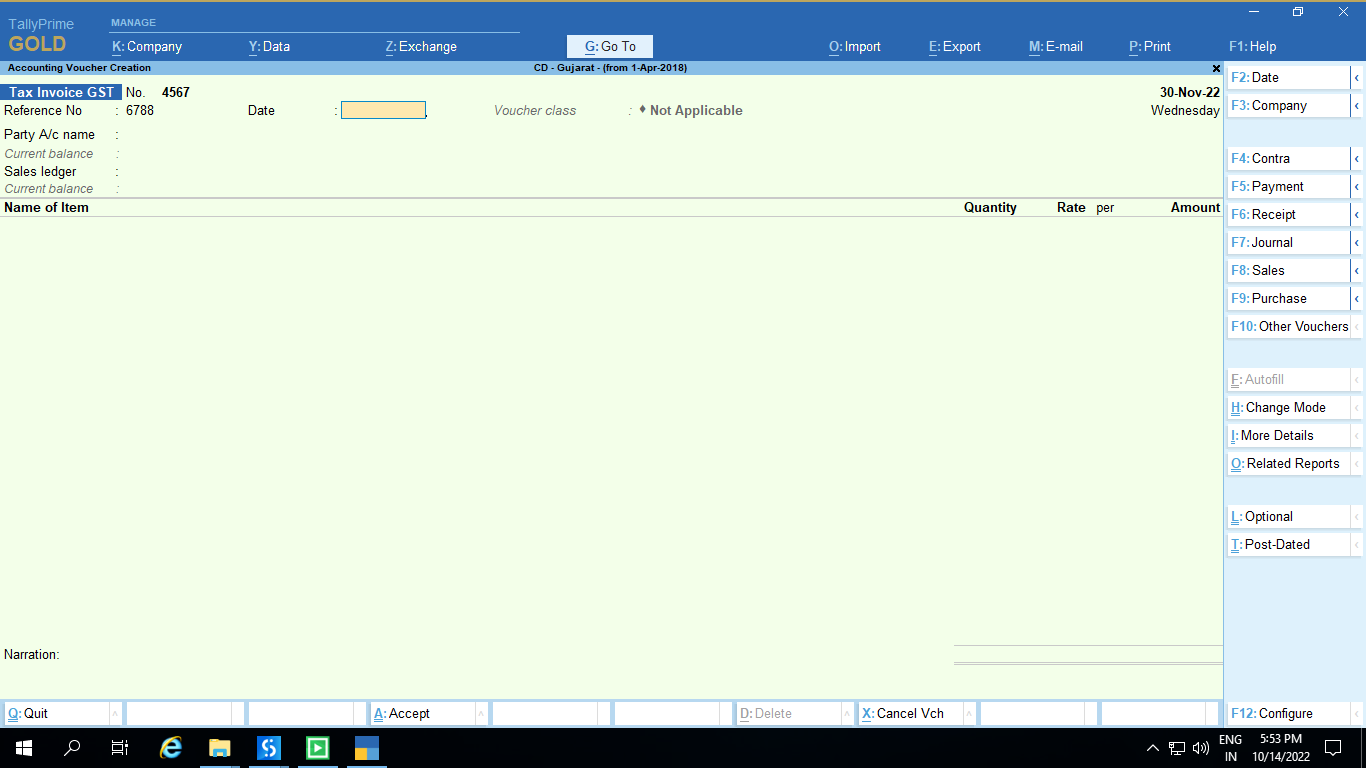 TallyPrime
GOLD
MANAGE
K: Company
Y: Data
Z: Exchange
G: Go To
O: Import
E: Export
M: E-mail
P: Print
F1: Help
Accounting Voucher Creation
CD - Gujarat - (from 1-Apr-2018)
Tax Invoice GST No. 4567
30-Nov-22
Reference No : 6788
Date :
Voucher class : ♦ Not Applicable
Wednesday
Party A/c name :
Current balance :
Sales ledger :
Current balance :
Name of Item
Quantity
Rate per
Amount
Narration:
F2: Date
F3: Company
F4: Contra
F5: Payment
F6: Receipt
F7: Journal
F8: Sales
F9: Purchase
F10: Other Vouchers
F: Autofill
H: Change Mode
I: More Details
O: Related Reports
L: Optional
T: Post-Dated
Q: Quit
A: Accept
D: Delete
X: Cancel Vch
F12: Configure
ENG
IN
5:53 PM
10/14/2022